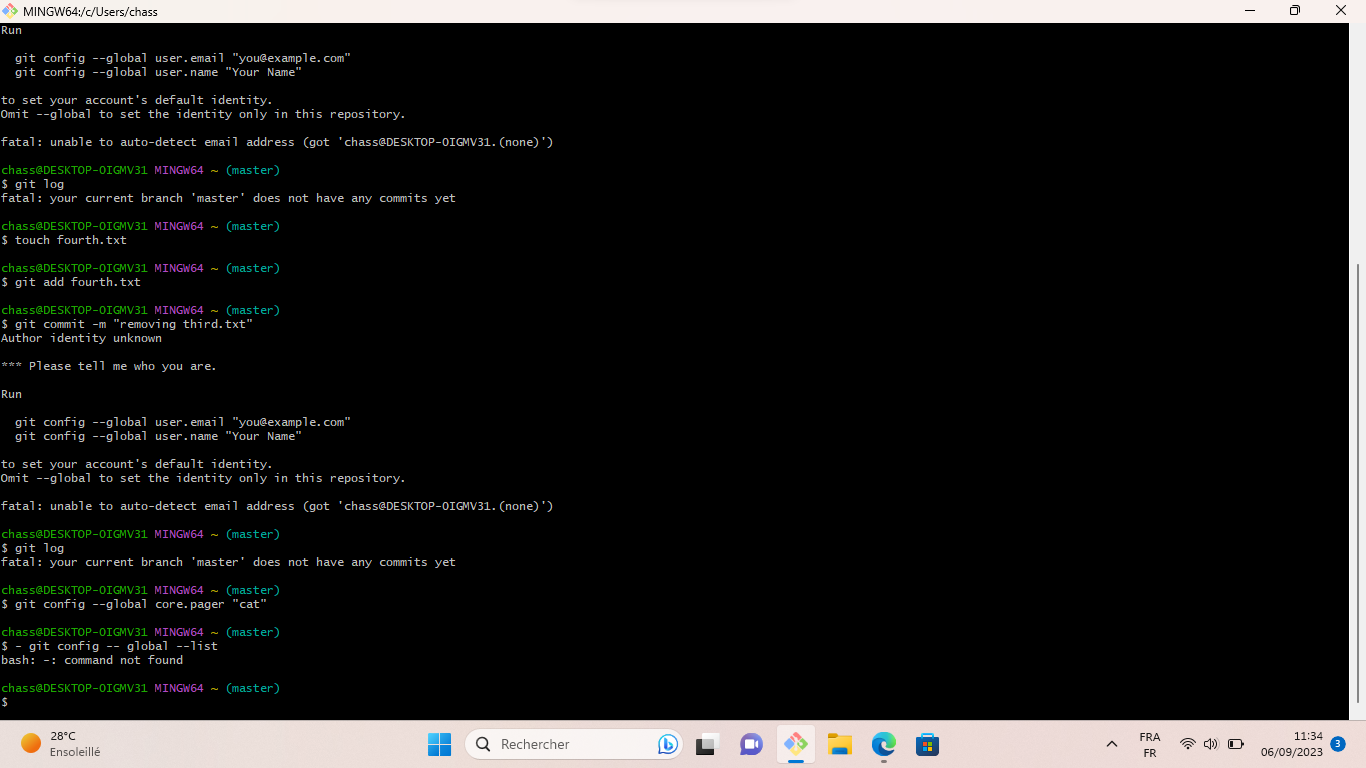 MINGW64:/c/Users/chass
Run
git config --global user.email "you@example.com"
git config --global user.name "Your Name"
to set your account's default identity.
Omit --global to set the identity only in this repository.
fatal: unable to auto-detect email address (got 'chass@DESKTOP-OIGMV31.(none)')
chass@DESKTOP-OIGMV31 MINGW64 ~ (master)
$ git log
fatal: your current branch 'master' does not have any commits yet
chass@DESKTOP-OIGMV31 MINGW64 ~ (master)
$ touch fourth.txt
chass@DESKTOP-OIGMV31 MINGW64 ~ (master)
$ git add fourth.txt
chass@DESKTOP-OIGMV31 MINGW64 ~ (master)
$ git commit -m "removing third.txt"
Author identity unknown
*** Please tell me who you are.
Run
git config --global user.email "you@example.com"
git config --global user.name "Your Name"
to set your account's default identity.
Omit --global to set the identity only in this repository.
fatal: unable to auto-detect email address (got 'chass@DESKTOP-OIGMV31.(none)')
chass@DESKTOP-OIGMV31 MINGW64 ~ (master)
$ git log
fatal: your current branch 'master' does not have any commits yet
chass@DESKTOP-OIGMV31 MINGW64 ~ (master)
$ git config --global core.pager "cat"
chass@DESKTOP-OIGMV31 MINGW64 ~ (master)
$ - git config -- global --list
bash: -: command not found
chass@DESKTOP-OIGMV31 MINGW64 ~ (master)
$
28°C
Ensoleillé
Rechercher
FRA
FR
11:34
06/09/2023
3